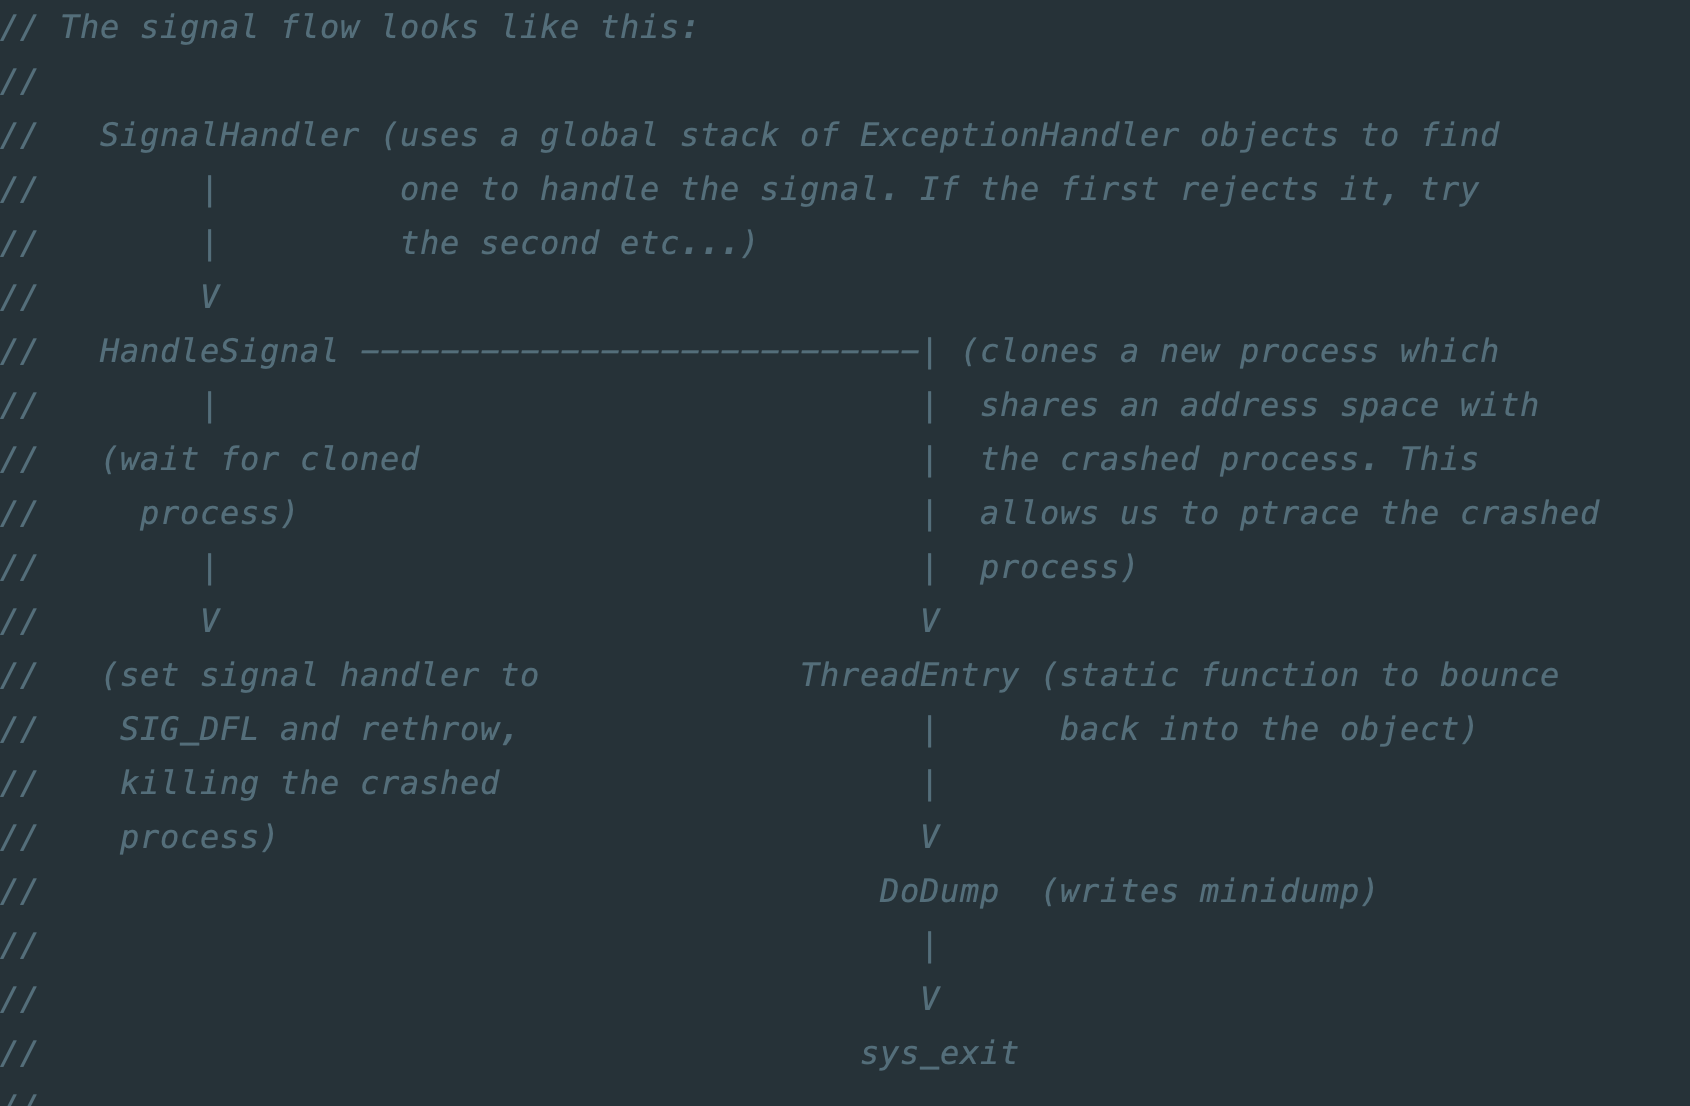 // The signal flow looks like this:
//
//   SignalHandler (uses a global stack of ExceptionHandler objects to find
//        |         one to handle the signal. If the first rejects it, try
//        |         the second etc...)
//        V
//   HandleSignal ----------------------------| (clones a new process which
//        |                                   |  shares an address space with
//   (wait for cloned                         |  the crashed process. This
//     process)                               |  allows us to ptrace the crashed
//        |                                   |  process)
//        V                                   V
//   (set signal handler to             ThreadEntry (static function to bounce
//    SIG_DFL and rethrow,                    |      back into the object)
//    killing the crashed                     |
//    process)                                V
//                                          DoDump  (writes minidump)
//                                            |
//                                            V
//                                         sys_exit
//